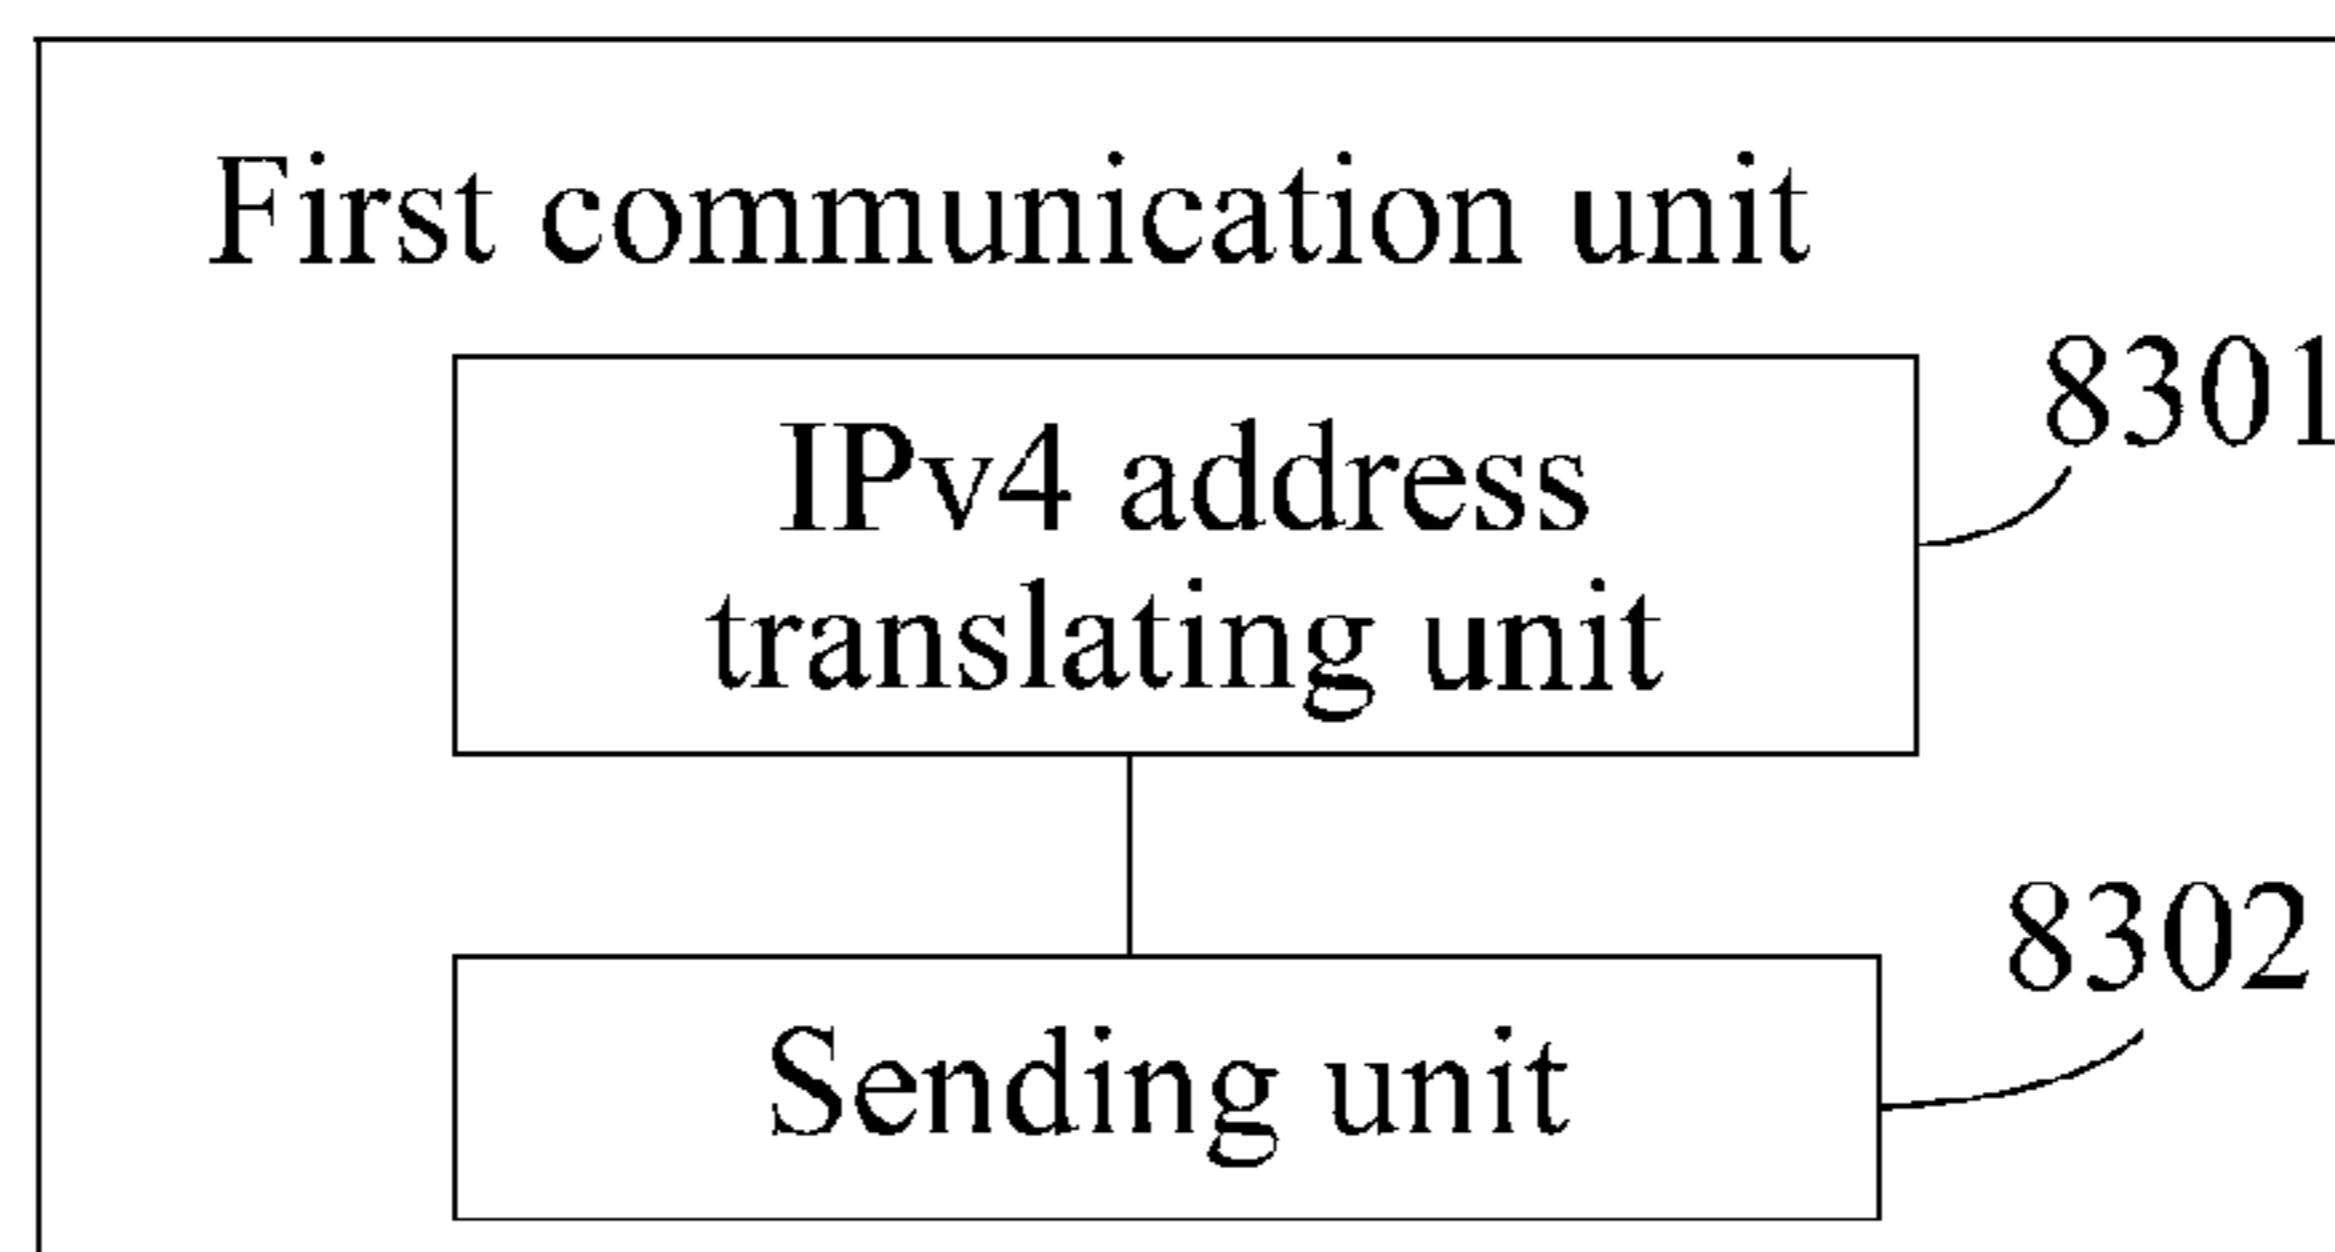 First communication unit
8301
IPv4 address
translating unit
8302
Sending unit